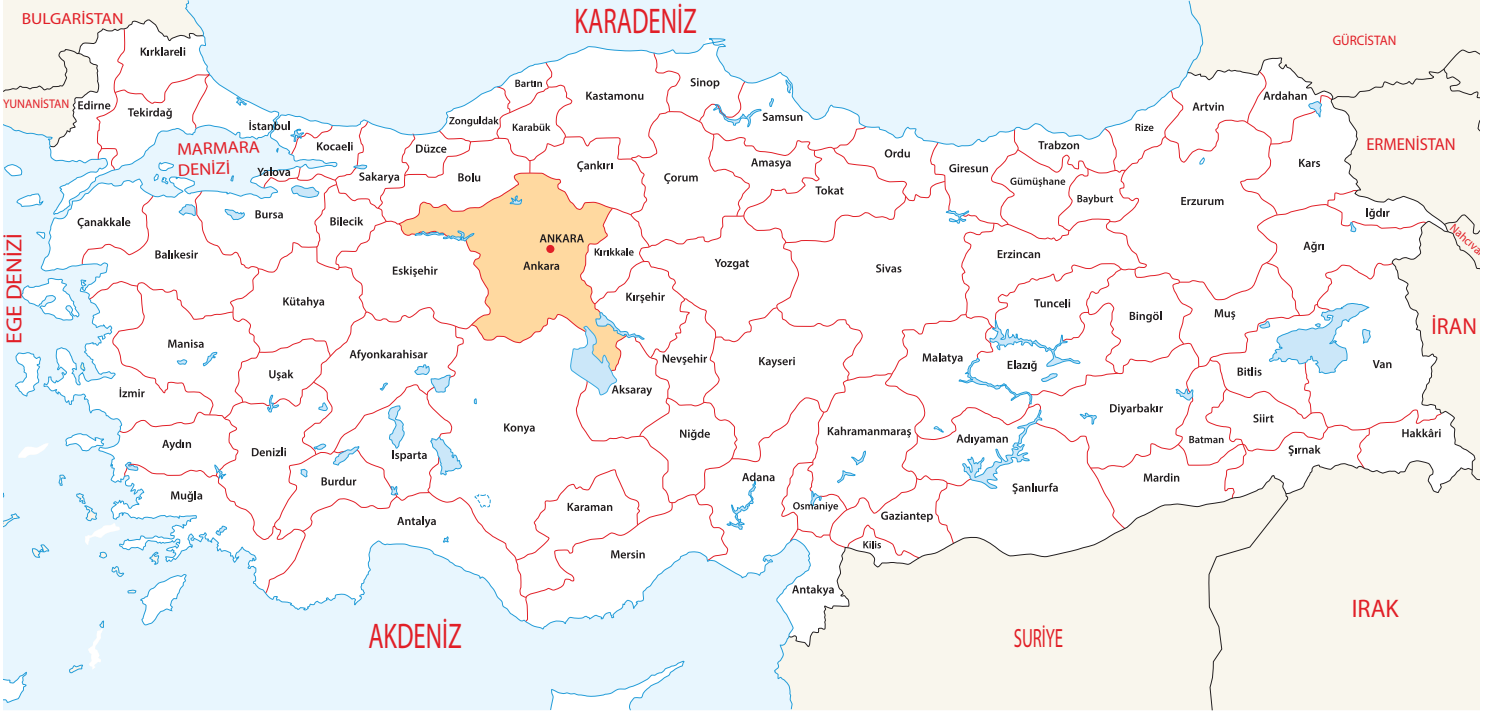 BULGARİSTAN
KARADENİZ
GÜRCİSTAN
Kırklareli
YUNANİSTAN
Edirne
Tekirdağ
İstanbul
MARMARA
DENİZİ
Yalova
Kocaeli
Sakarya
Düzce
Bolu
Zonguldak
Bartın
Karabük
Kastamonu
Sinop
Samsun
Çankırı
Çorum
Amasya
Tokat
Ordu
Giresun
Trabzon
Gümüşhane
Bayburt
Rize
Artvin
Ardahan
Kars
ERMENİSTAN
Iğdır
Erzurum
Ağrı
EGE DENİZİ
Çanakkale
Balıkesir
Bursa
Bilecik
Eskişehir
Kütahya
ANKARA
Ankara
Kırıkkale
Kırşehir
Yozgat
Sivas
Erzincan
Tunceli
Bingöl
Muş
İRAN
Manisa
İzmir
Uşak
Afyonkarahisar
Konya
Aksaray
Nevşehir
Kayseri
Malatya
Elazığ
Diyarbakır
Bitlis
Van
Aydın
Denizli
Muğla
Burdur
Isparta
Antalya
Karaman
Niğde
Mersin
Adana
Kahramanmaraş
Osmaniye
Gaziantep
Kilis
Antakya
Adıyaman
Şanlıurfa
Mardin
Batman
Siirt
Şırnak
Hakkâri
AKDENİZ
SURİYE
IRAK